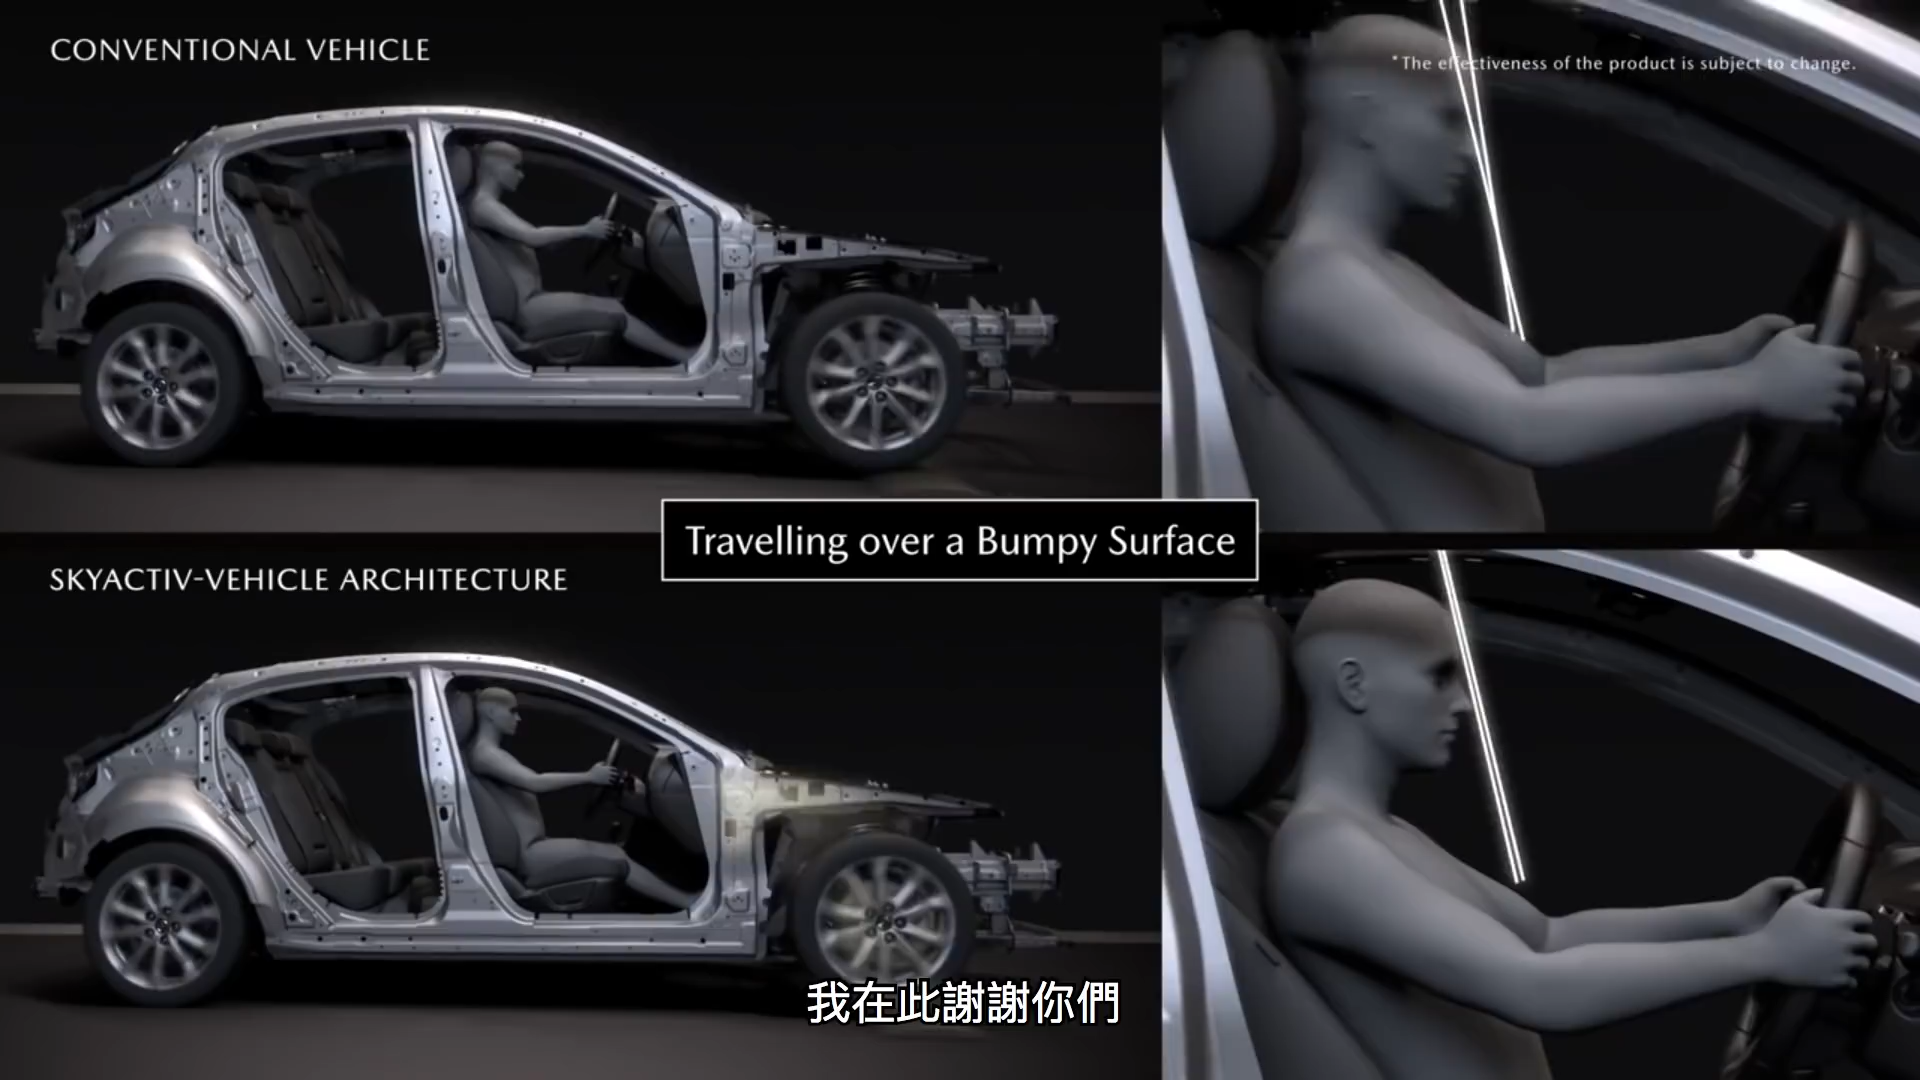 CONVENTIONAL VEHICLE
*The effectiveness of the product is subject to change.
Travelling over a Bumpy Surface
SKYACTIV-VEHICLE ARCHITECTURE
我在此謝謝你們